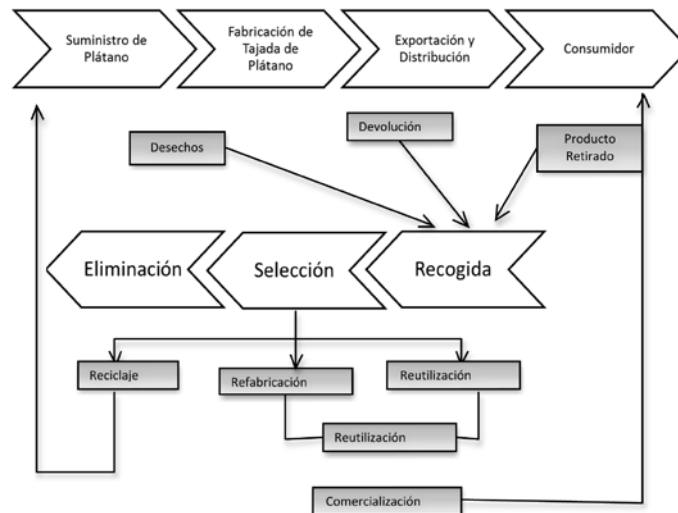 Suministro de
Plátano
Fabricación de
Tajada de
Plátano
Exportación y
Distribución
Consumidor
Desechos
Devolución
Producto
Retirado
Eliminación
Selección
Recogida
Reciclaje
Refabricación
Reutilización
Reutilización
Comercialización